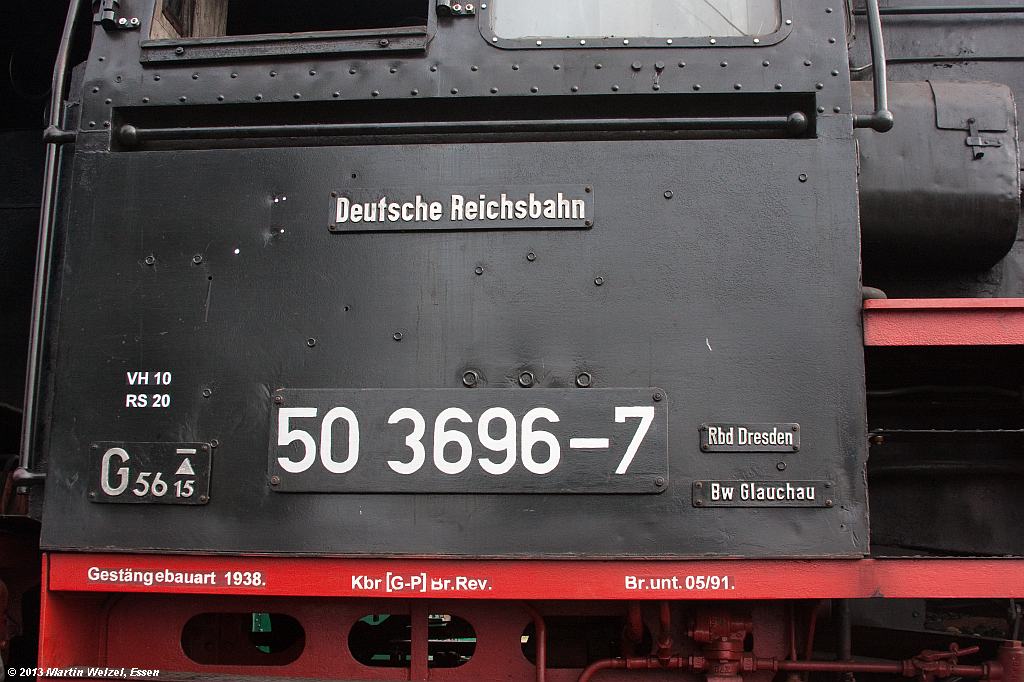 Deutsche Reichsbahn
VH 10
RS 20
50 3696-7
Rbd Dresden
G 56 15
Bw Glauchau
Gestängebauart 1938. Kbr [G-P] Br.Rev. Br.unt. 05/91.
© 2013 Martin Welzel, Essen